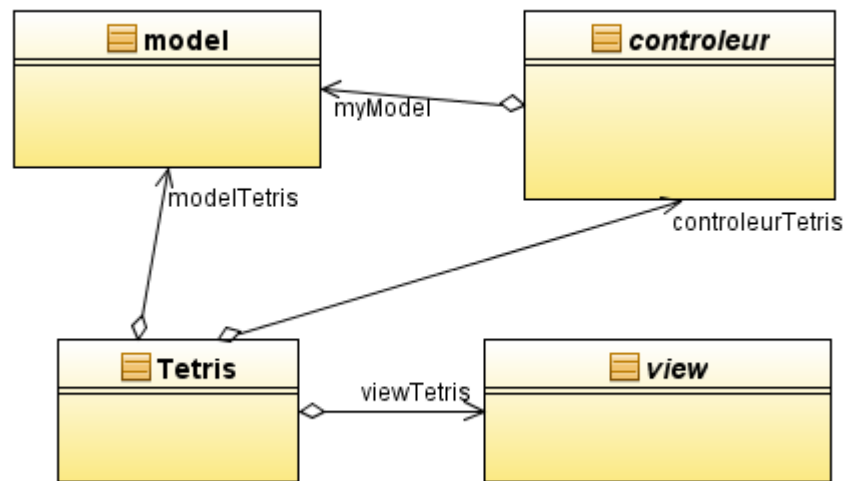 model
controleur
myModel
modelTetris
controleurTetris
Tetris
view
viewTetris